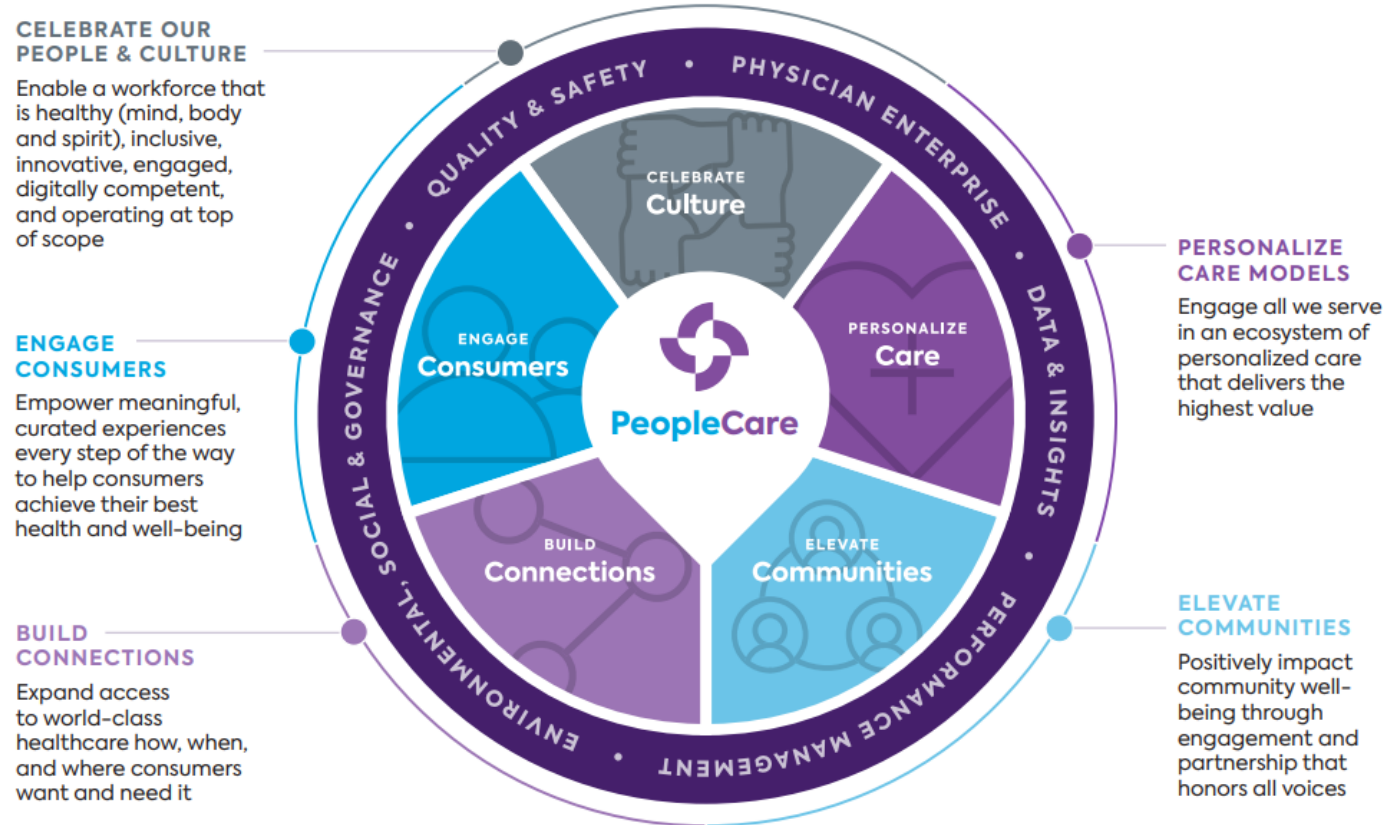 CELEBRATE OUR
PEOPLE & CULTURE
Enable a workforce that
is healthy (mind, body
and spirit), inclusive,
innovative, engaged,
digitally competent,
and operating at top
of scope
ENGAGE
CONSUMERS
Empower meaningful,
curated experiences
every step of the way
to help consumers
achieve their best
health and well-being
BUILD
CONNECTIONS
Expand access
to world-class
healthcare how, when,
and where consumers
want and need it
QUALITY & SAFETY • PHYSICIAN ENTERPRISE • DATA & INSIGHTS • PERFORMANCE MANAGEMENT • ENVIRONMENTAL, SOCIAL & GOVERNANCE •
CELEBRATE
Culture
ENGAGE
Consumers
PERSONALIZE
Care
PeopleCare
BUILD
Connections
ELEVATE
Communities
PERSONALIZE
CARE MODELS
Engage all we serve
in an ecosystem of
personalized care
that delivers the
highest value
ELEVATE
COMMUNITIES
Positively impact
community well-
being through
engagement and
partnership that
honors all voices